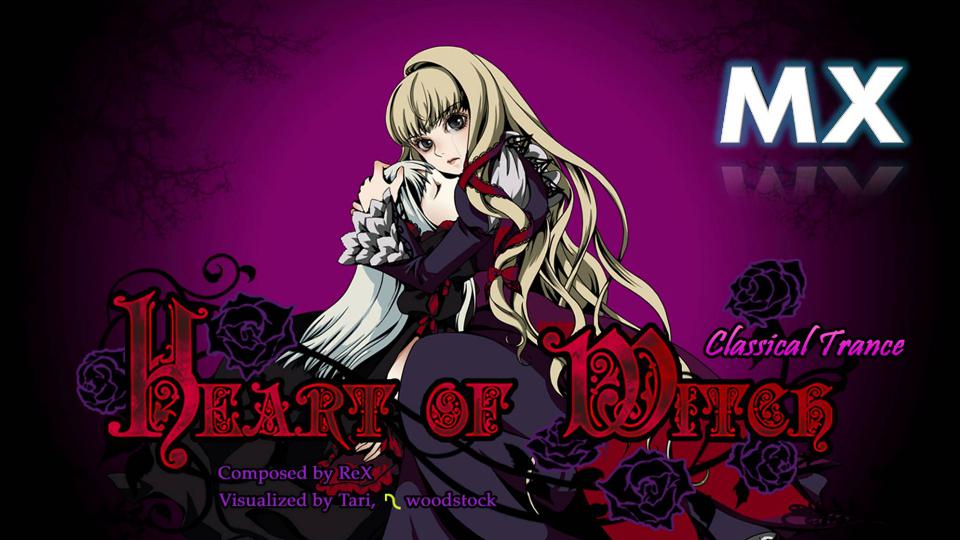 MX
Classical Trance
Heart of Witch
Composed by ReX
Visualized by Tari, woodstock